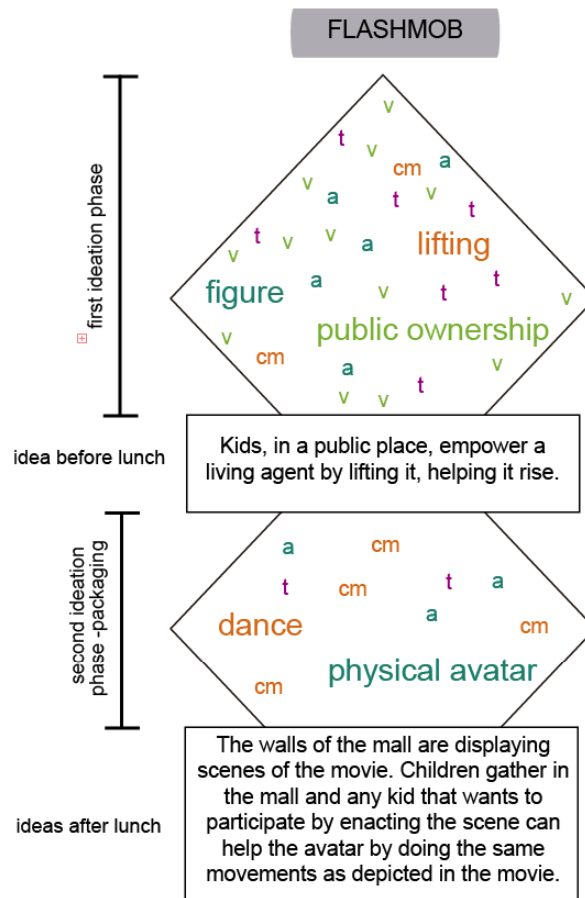 FLASHMOB
first ideation phase
v
t
v
cm
a
v
a
t
v
t
t
v
v
v
a
lifting
figure
a
v
t
t
v
public ownership
v
cm
a
v
t
v
v
idea before lunch
Kids, in a public place, empower a
living agent by lifting it, helping it rise.
second ideation
phase -packaging
a
cm
t
cm
t
a
a
dance
cm
physical avatar
cm
ideas after lunch
The walls of the mall are displaying
scenes of the movie. Children gather in
the mall and any kid that wants to
participate by enacting the scene can
help the avatar by doing the same
movements as depicted in the movie.